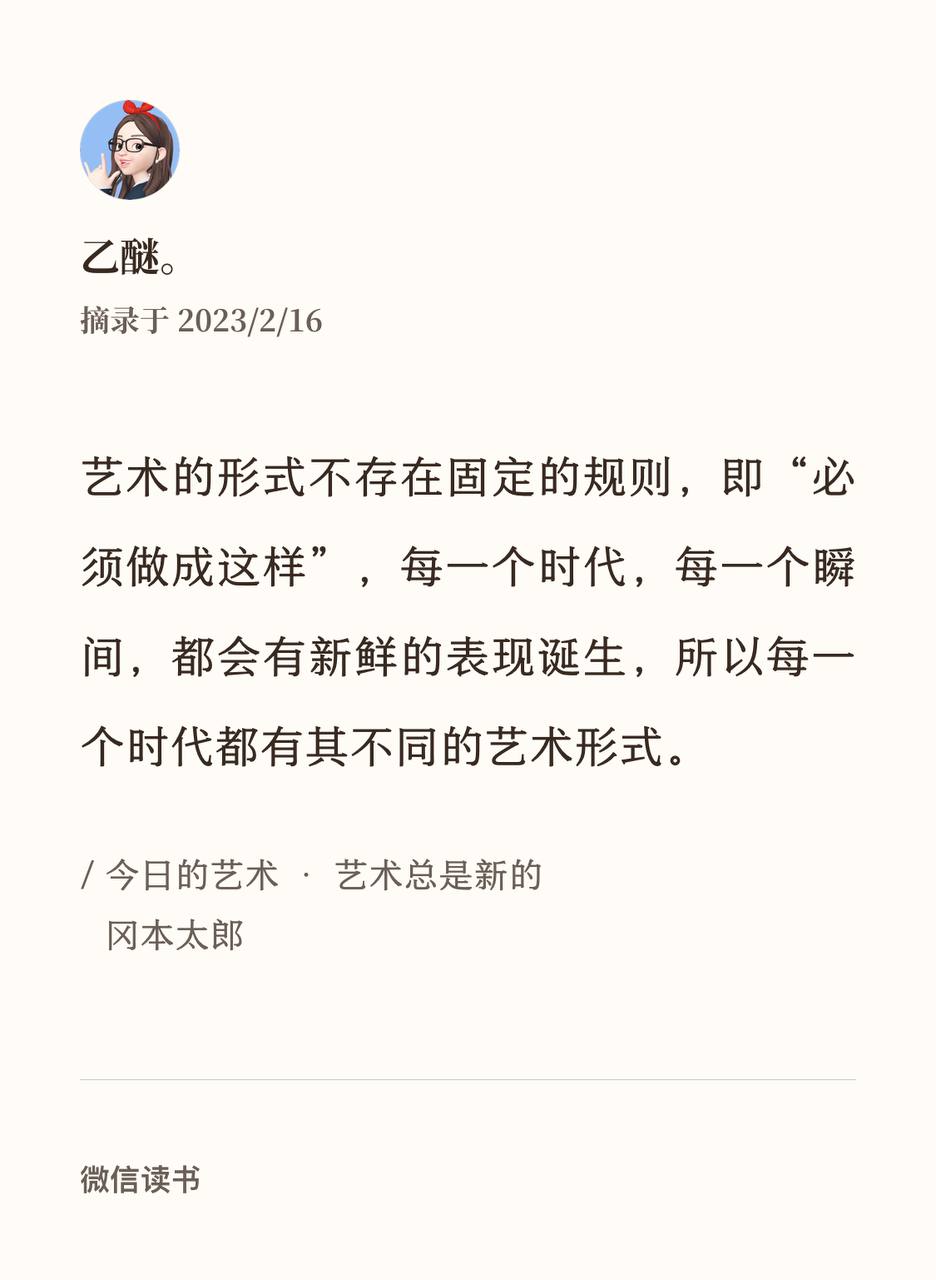 乙醚。
摘录于 2023/2/16
艺术的形式不存在固定的规则，即“必
须做成这样”，每一个时代，每一个瞬
间，都会有新鲜的表现诞生，所以每一
个时代都有其不同的艺术形式。
/ 今日的艺术 · 艺术总是新的
冈本太郎
微信读书